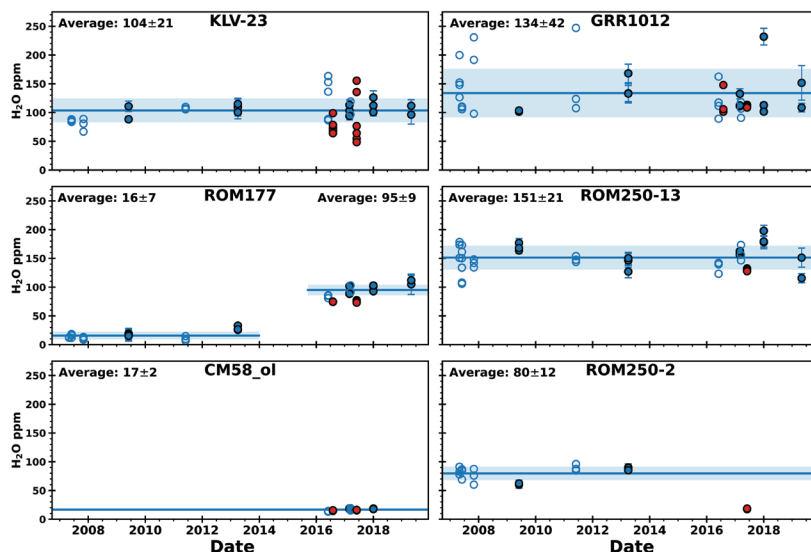 Average: 104±21 KLV-23
Average: 134±42 GRR1012
H₂O ppm
250
200
150
100
50
0
Average: 16±7 ROM177 Average: 95±9
Average: 151±21 ROM250-13
H₂O ppm
250
200
150
100
50
0
Average: 17±2 CM58_ol
Average: 80±12 ROM250-2
H₂O ppm
250
200
150
100
50
0
2008 2010 2012 2014 2016 2018
Date
2008 2010 2012 2014 2016 2018
Date